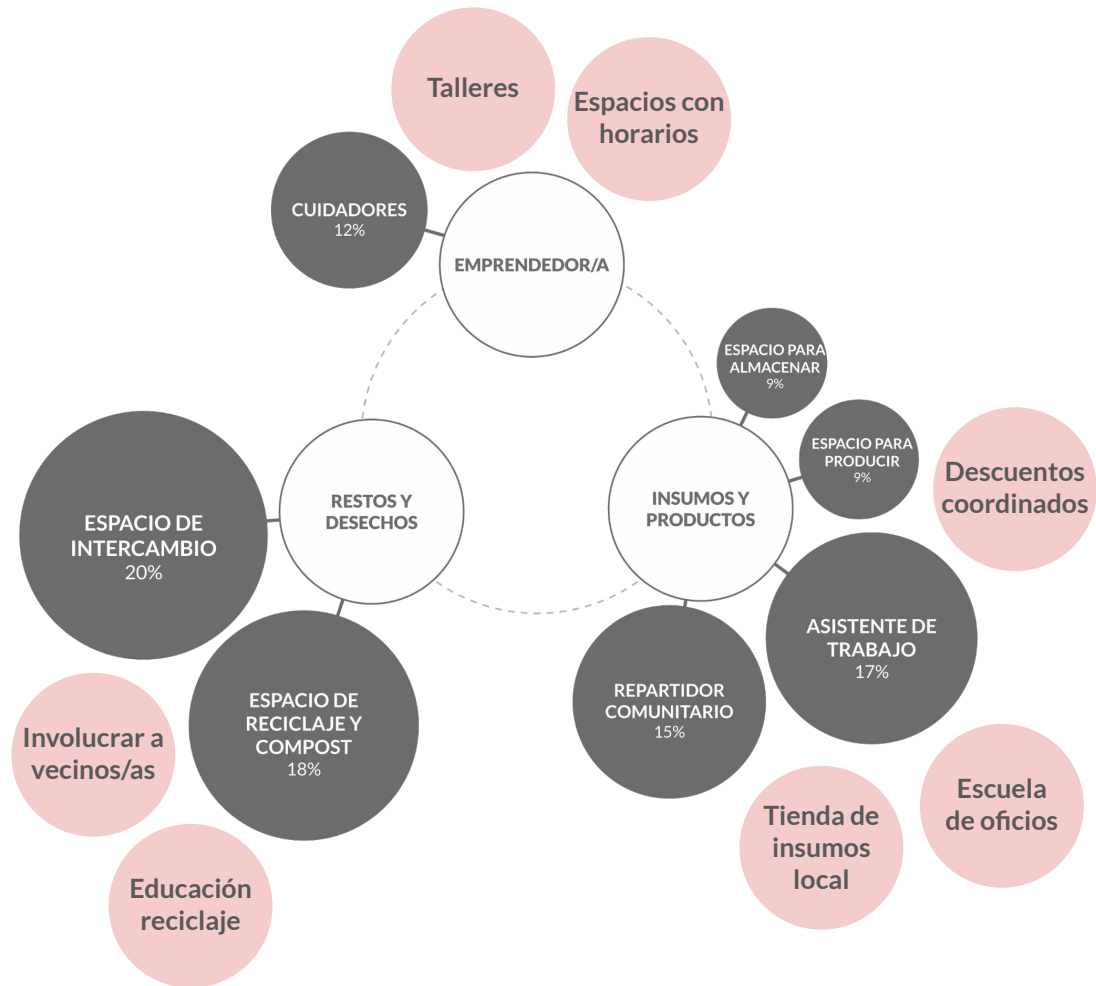 Talleres
Espacios con
horarios
CUIDADORES
12%
EMPRENDEDOR/A
ESPACIO PARA
ALMACENAR
9%
ESPACIO PARA
PRODUCIR
9%
Descuentos
coordinados
RESTOS Y
DESECHOS
INSUMOS Y
PRODUCTOS
ESPACIO DE
INTERCAMBIO
20%
ASISTENTE DE
TRABAJO
17%
REPARTIDOR
COMUNITARIO
15%
ESPACIO DE
RECICLAJE Y
COMPOST
18%
Involucrar a
vecinos/as
Escuela
de oficios
Tienda de
insumos
local
Educación
reciclaje